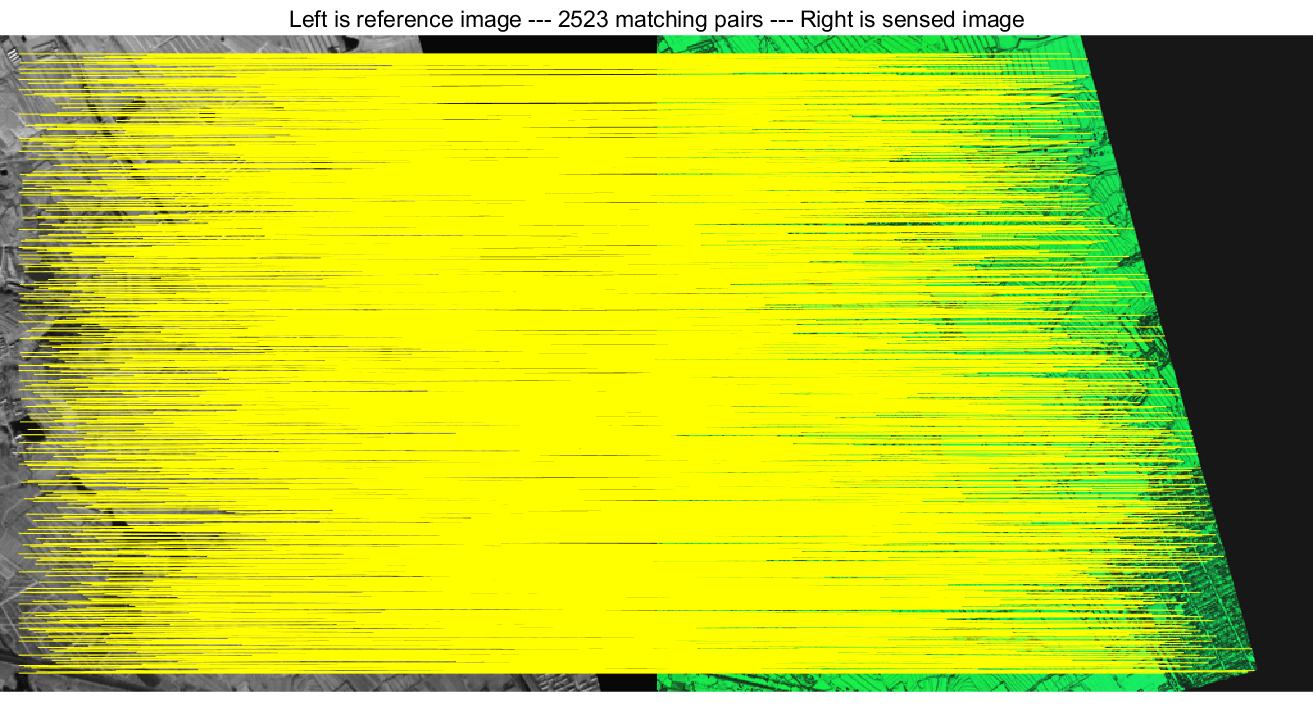 Left is reference image --- 2523 matching pairs --- Right is sensed image